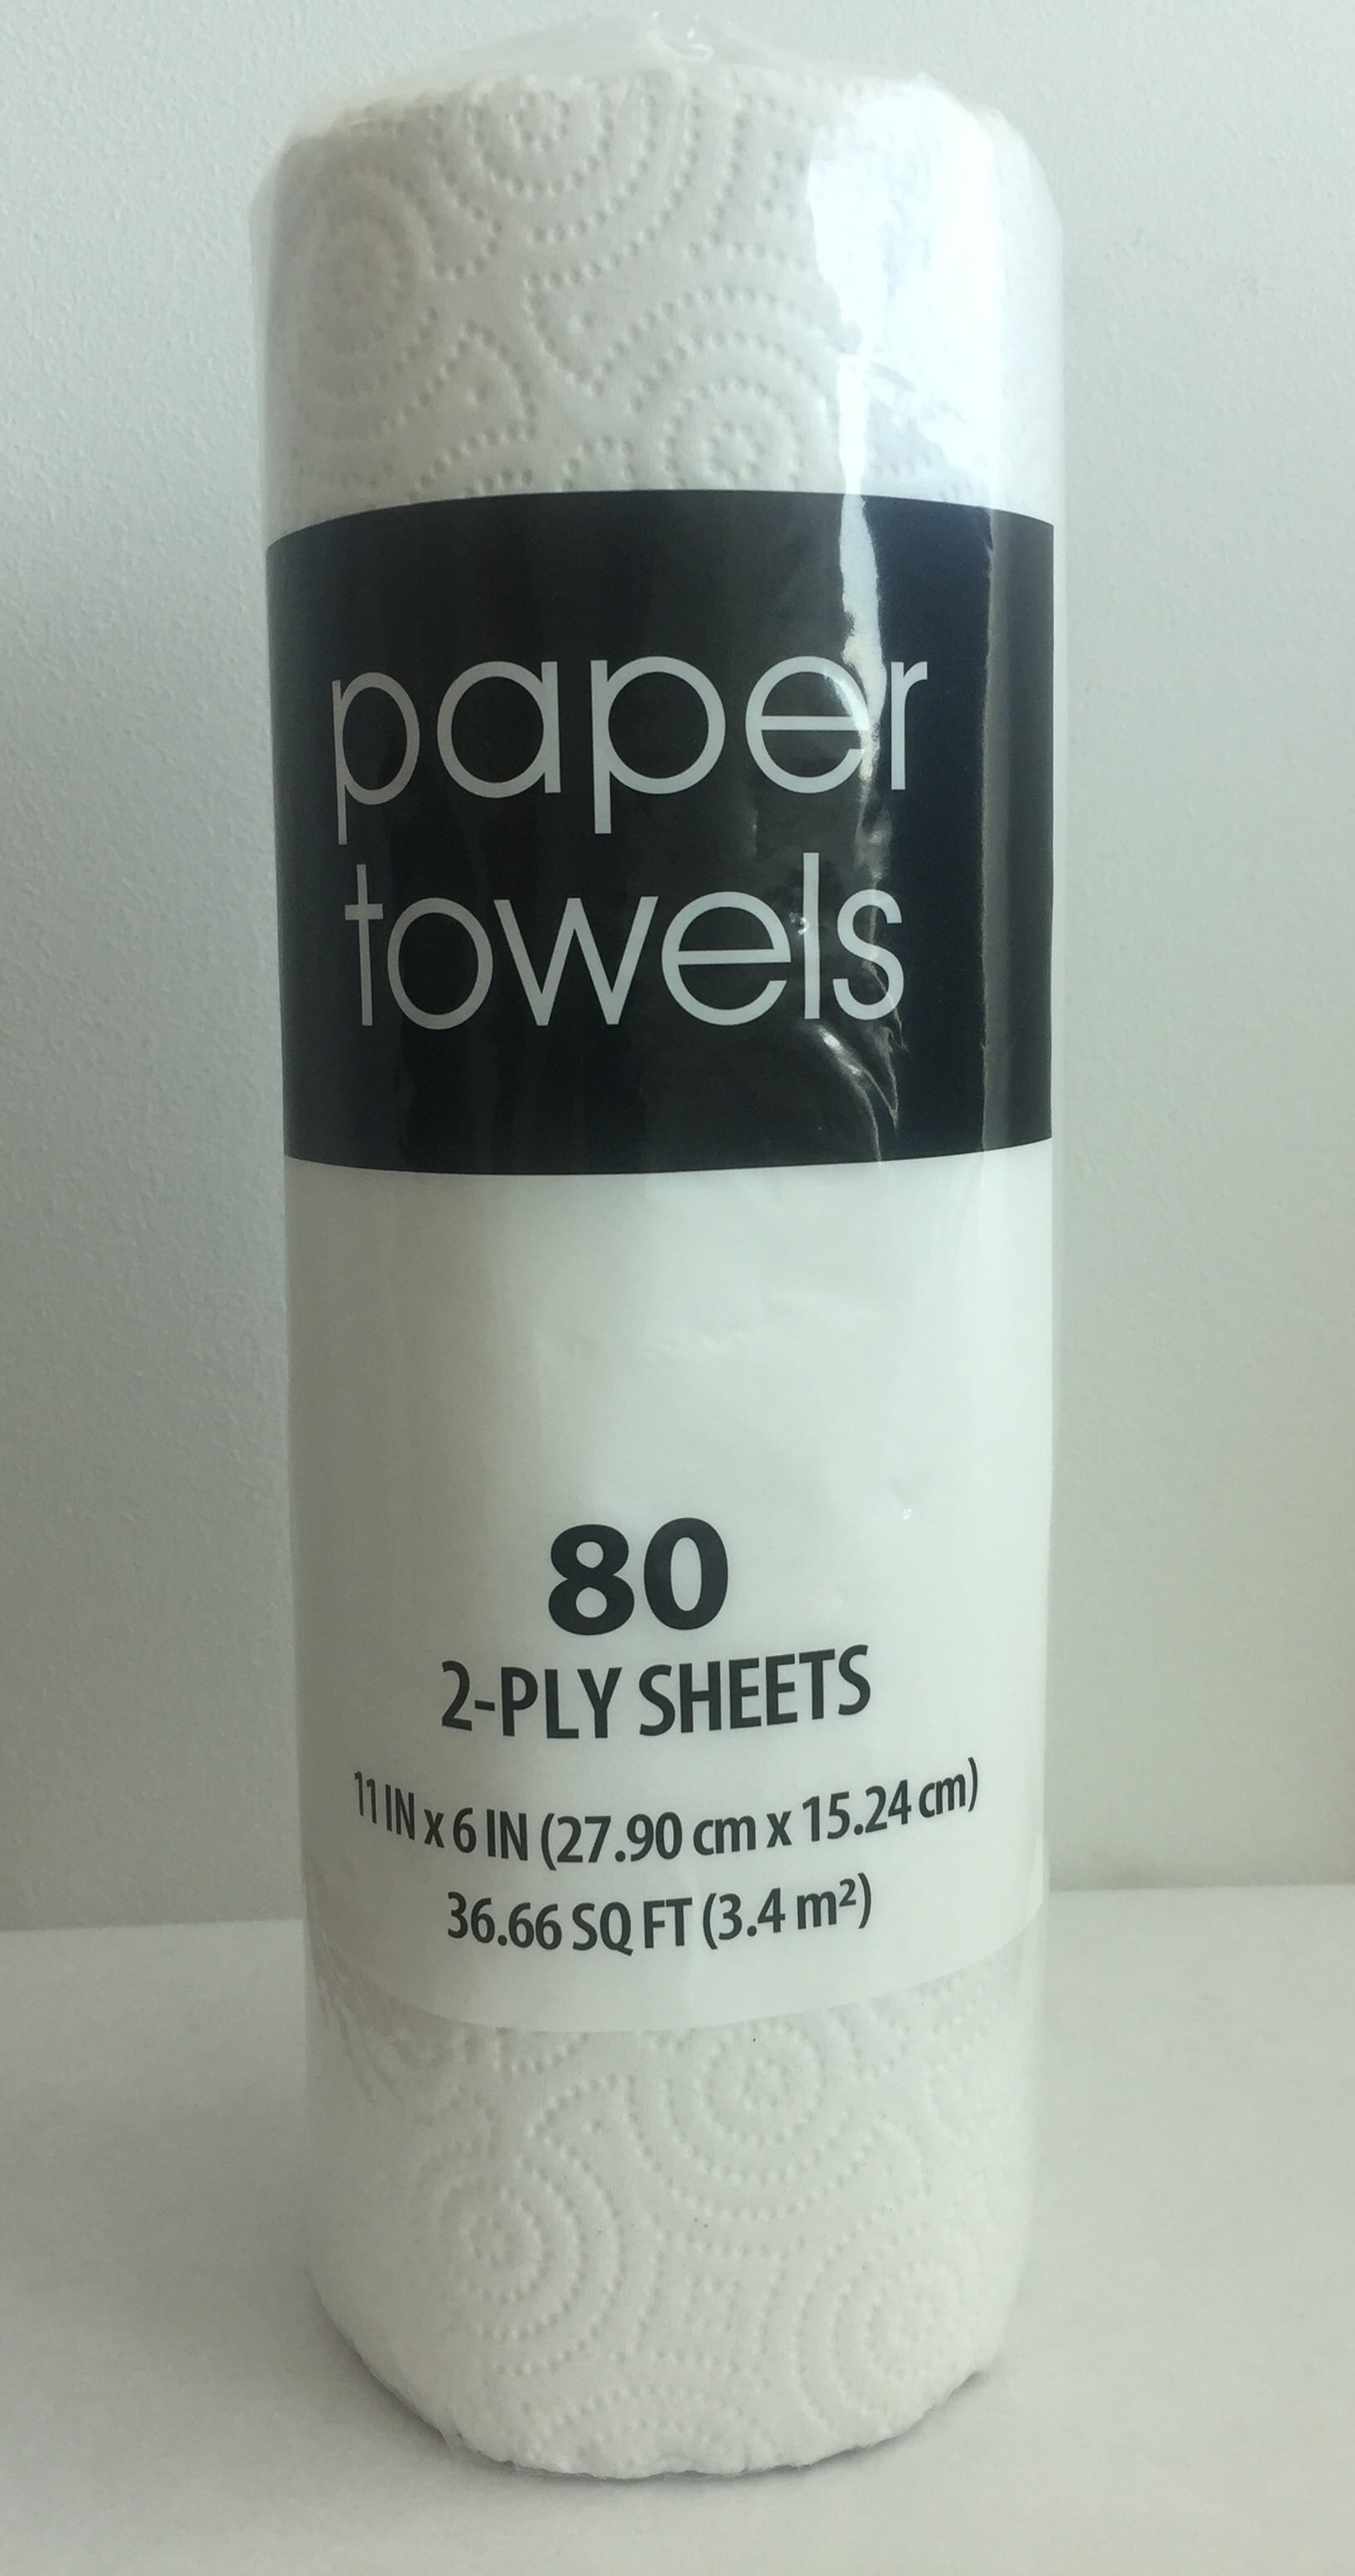 paper
towels
80
2-PLY SHEETS
11 IN x 6 IN (27.90 cm x 15.24 cm)
36.66 SQ FT (3.4 m²)